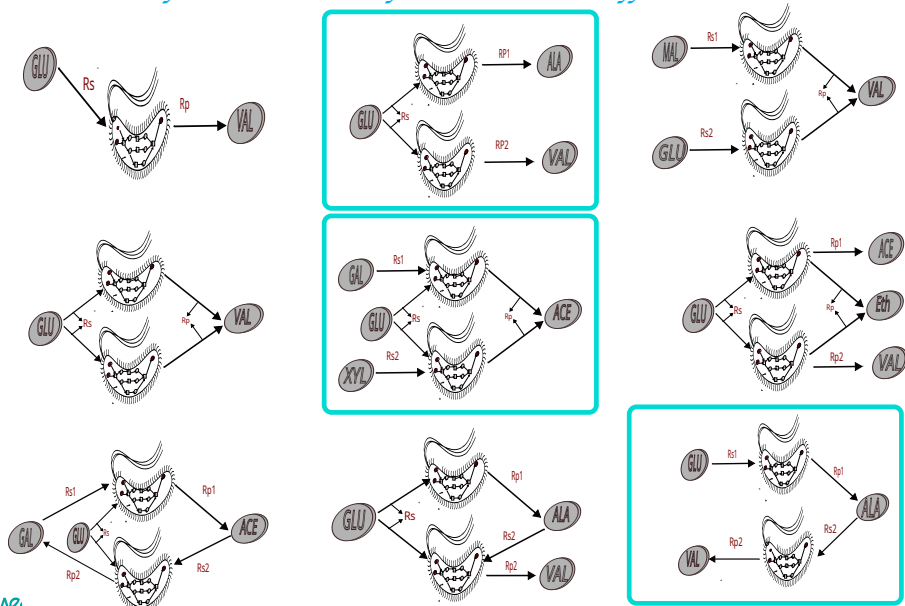 GLU
Rs
Rp
VAL
GLU
Rs
RP1
ALA
RP2
VAL
MAL
Rs1
GLU
Rs2
Rp
VAL
GLU
Rs
Rp
VAL
GAL
Rs1
GLU
Rs
XYL
Rs2
Rp
ACE
GLU
Rs
Rp1
ACE
Rp
Eth
Rp2
VAL
Rs1
GAL
GLU
Rs
Rp2
Rp1
ACE
Rs2
GLU
Rs
Rp1
ALA
Rs2
Rp2
VAL
GLU
Rs1
Rp1
ALA
Rs2
Rp2
VAL